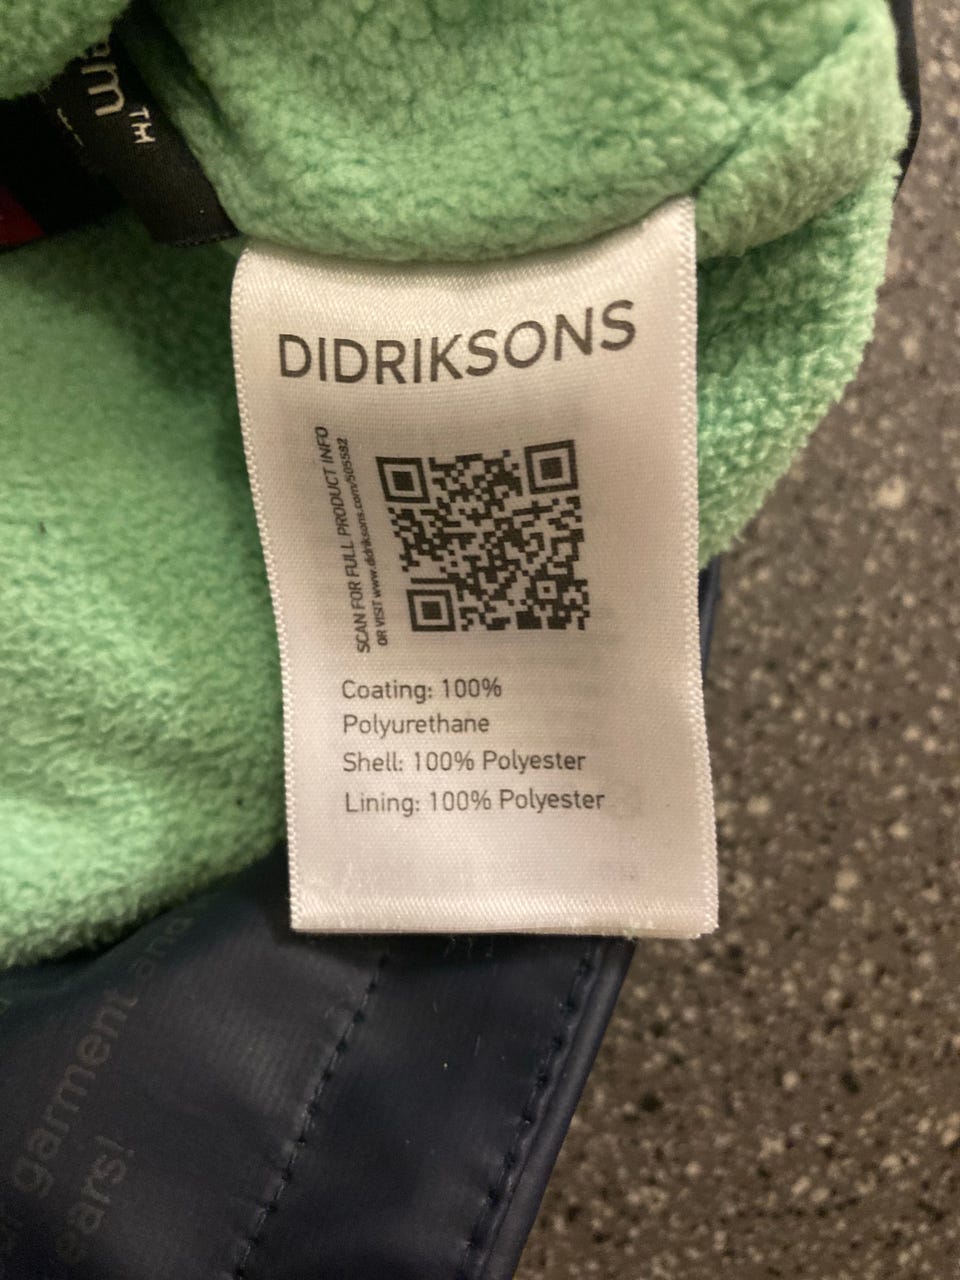 TM
DIDRIKSONS
SCAN FOR FULL PRODUCT INFO
OR VISIT www.didriksons.com/505582
Coating: 100%
Polyurethane
Shell: 100% Polyester
Lining: 100% Polyester
garment and
ears!